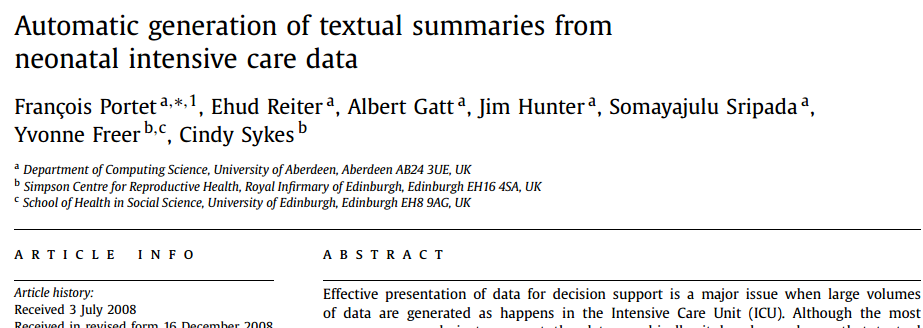 Automatic generation of textual summaries from
neonatal intensive care data
François Portet a,∗,1, Ehud Reiter a, Albert Gatt a, Jim Hunter a, Somayajulu Sripada a,
Yvonne Freer b,c, Cindy Sykes b
a Department of Computing Science, University of Aberdeen, Aberdeen AB24 3UE, UK
b Simpson Centre for Reproductive Health, Royal Infirmary of Edinburgh, Edinburgh EH16 4SA, UK
c School of Health in Social Science, University of Edinburgh, Edinburgh EH8 9AG, UK
ARTICLE INFO
Article history:
Received 3 July 2008
Received in revised form 16 December 2008
ABSTRACT
Effective presentation of data for decision support is a major issue when large volumes
of data are generated as happens in the Intensive Care Unit (ICU). Although the most